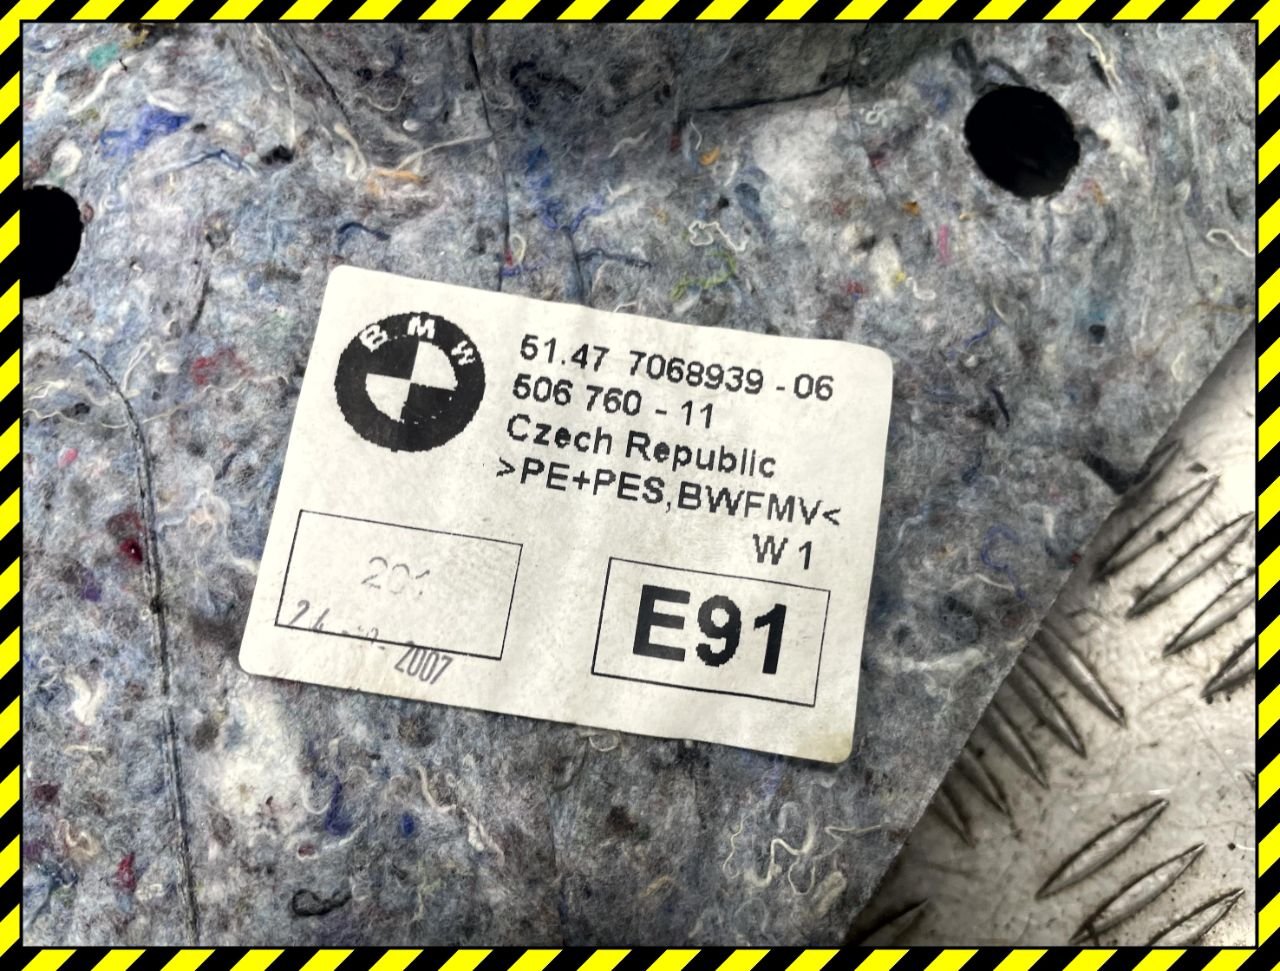 BMW
51.47 7068939 - 06
506 760 - 11
Czech Republic
>PE+PES,BWFMV<
W 1
E91
2007